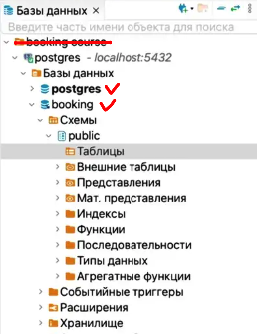 Базы данных
Введите часть имени объекта для поиска
booking course
postgres - localhost:5432
Базы данных
postgres
booking
Схемы
public
Таблицы
Внешние таблицы
Представления
Мат. представления
Индексы
Функции
Последовательности
Типы данных
Агрегатные функции
Событийные триггеры
Расширения
Хранилище